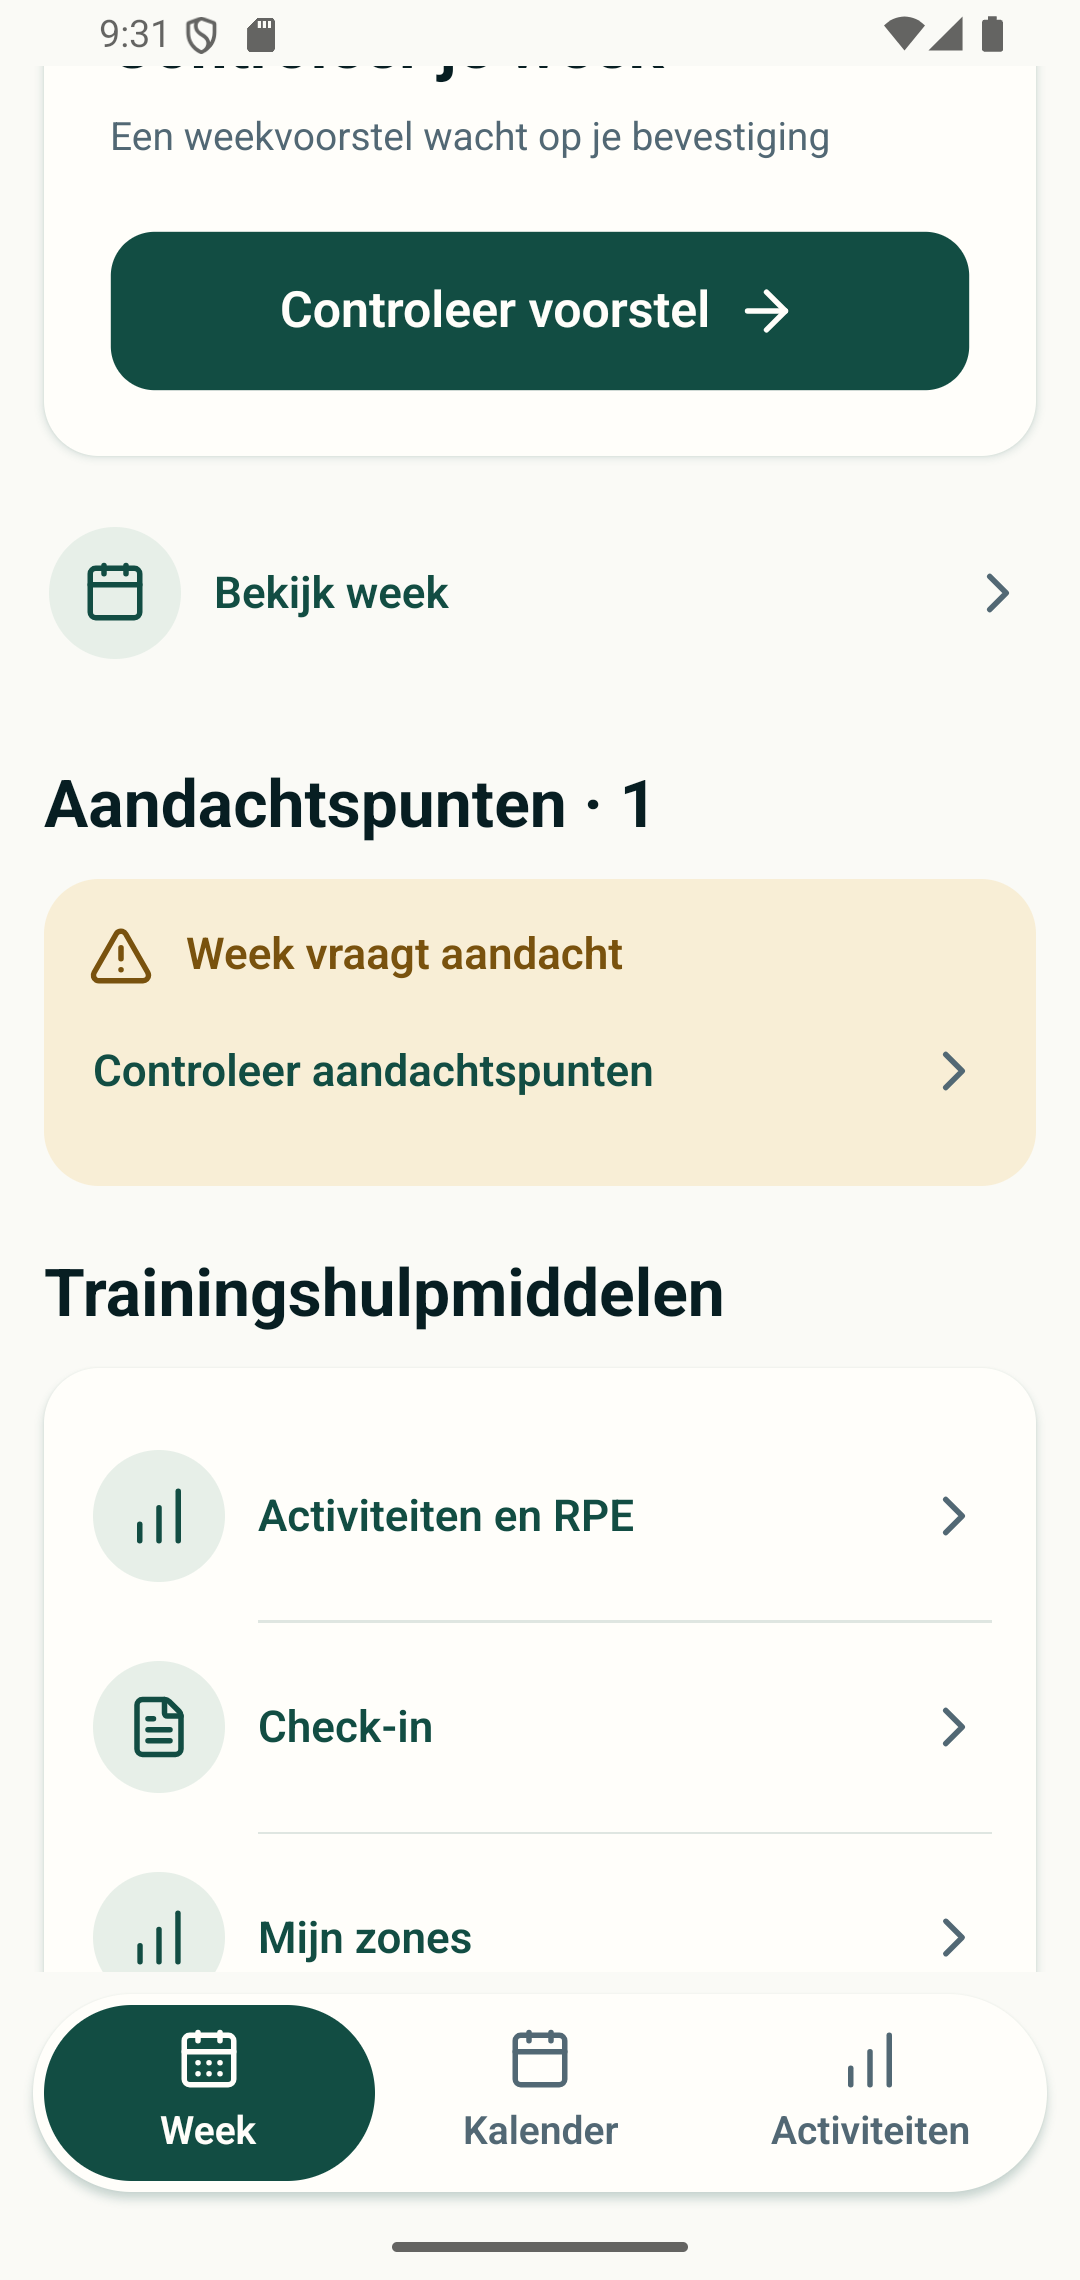 9:31
Een weekvoorstel wacht op je bevestiging
Controleer voorstel
Bekijk week
Aandachtspunten · 1
Week vraagt aandacht
Controleer aandachtspunten
Trainingshulpmiddelen
Activiteiten en RPE
Check-in
Mijn zones
Week
Kalender
Activiteiten